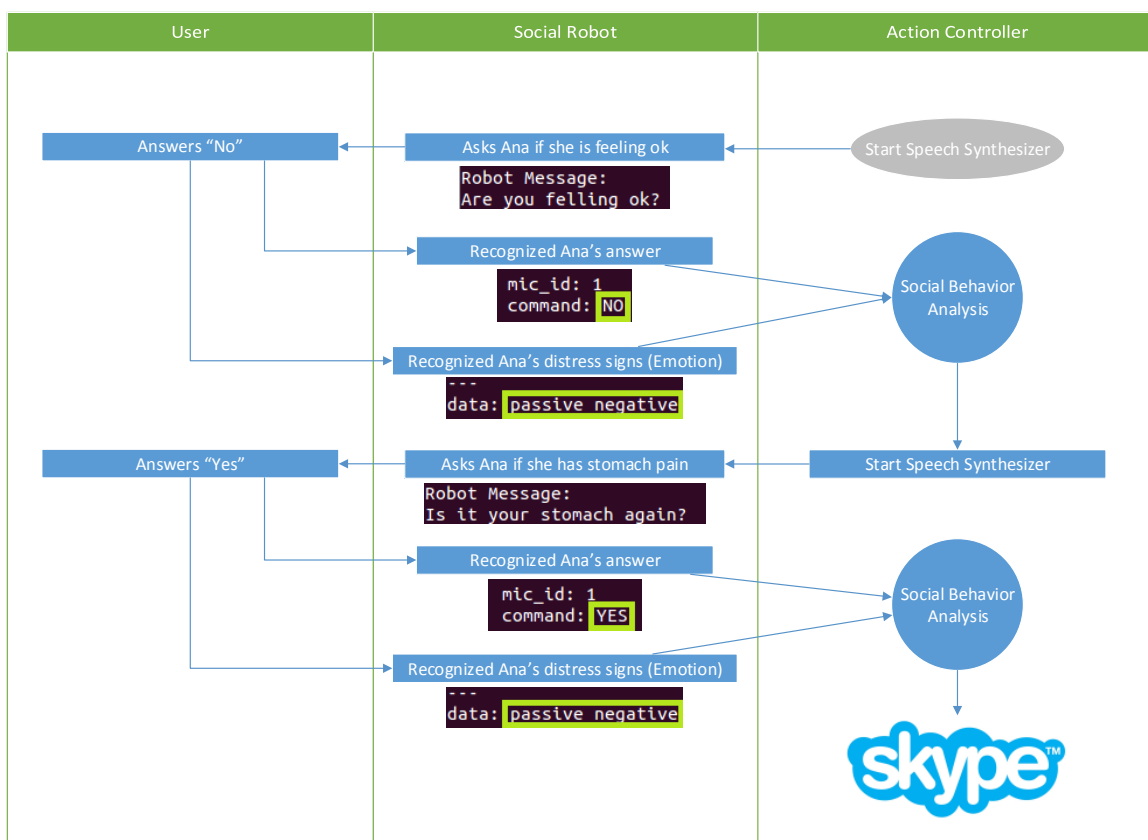 User
Social Robot
Action Controller
Answers “No”
Asks Ana if she is feeling ok
Start Speech Synthesizer
Robot Message:
Are you felling ok?
Recognized Ana’s answer
mic_id: 1
command: NO
Social Behavior
Analysis
Recognized Ana’s distress signs (Emotion)
---
data: passive negative
Answers “Yes”
Asks Ana if she has stomach pain
Start Speech Synthesizer
Robot Message:
Is it your stomach again?
Recognized Ana’s answer
mic_id: 1
command: YES
Social Behavior
Analysis
Recognized Ana’s distress signs (Emotion)
---
data: passive negative
skype™